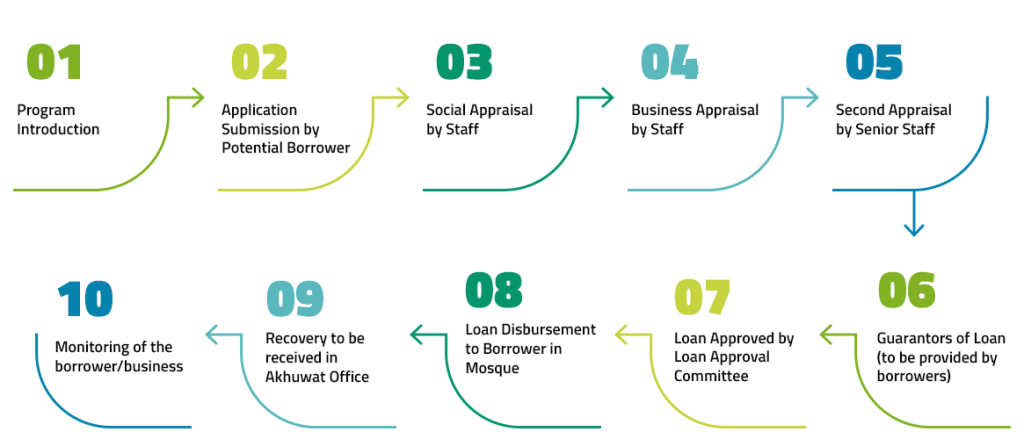 01
Program
Introduction
02
Application
Submission by
Potential Borrower
03
Social Appraisal
by Staff
04
Business Appraisal
by Staff
05
Second Appraisal
by Senior Staff
06
Guarantors of Loan
(to be provided by
borrowers)
07
Loan Approved by
Loan Approval
Committee
08
Loan Disbursement
to Borrower in
Mosque
09
Recovery to be
received in
Akhuwat Office
10
Monitoring of the
borrower/business